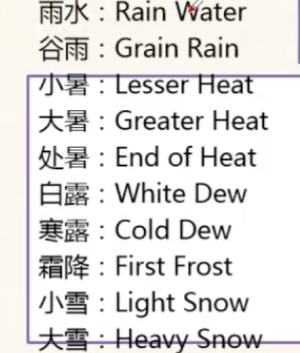 雨水：Rain Water
谷雨：Grain Rain
小暑：Lesser Heat
大暑：Greater Heat
处暑：End of Heat
白露：White Dew
寒露：Cold Dew
霜降：First Frost
小雪：Light Snow
大雪：Heavy Snow